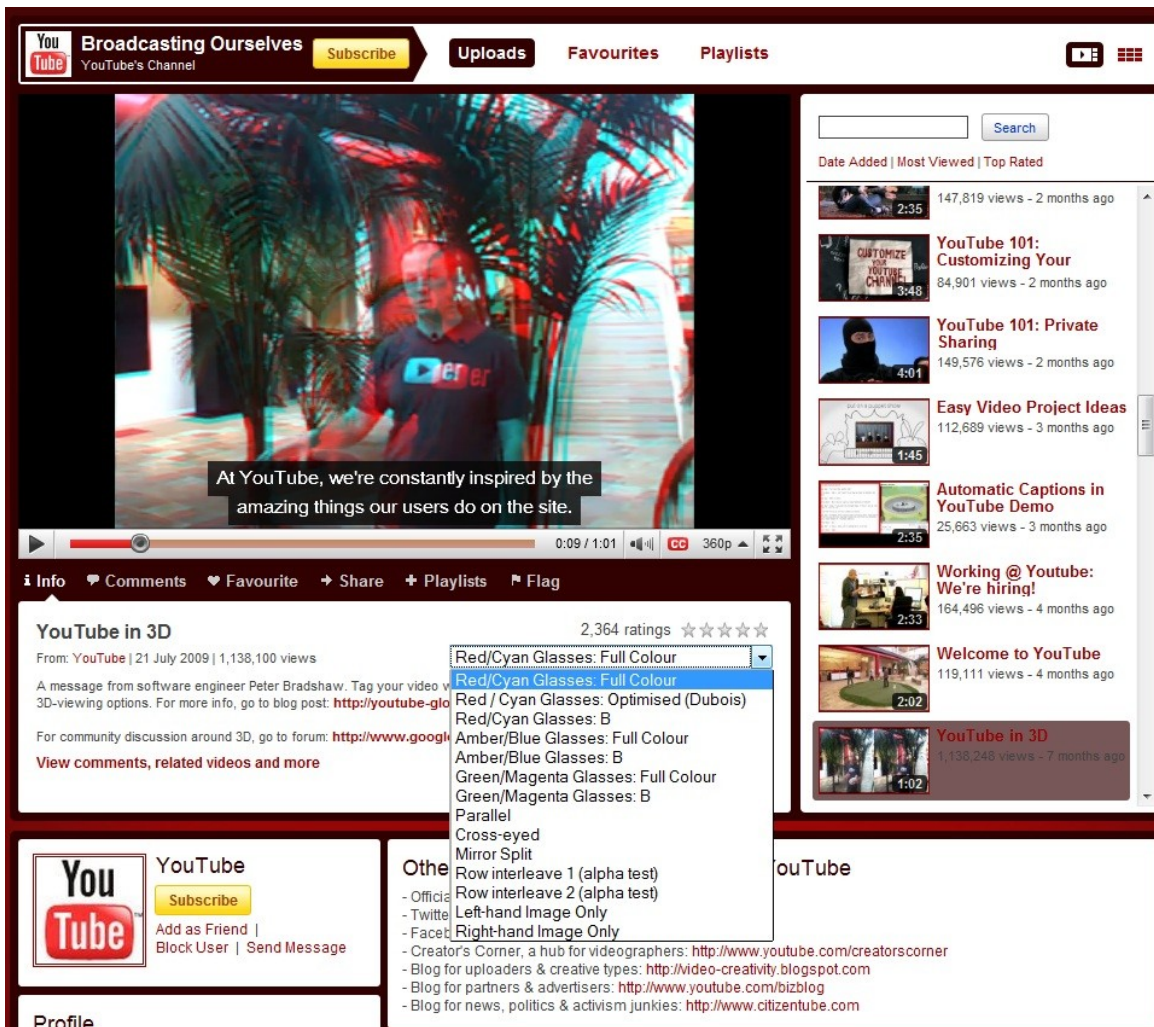 You
Tube
Broadcasting Ourselves
YouTube's Channel
Subscribe
Uploads
Favourites
Playlists
At YouTube, we're constantly inspired by the
amazing things our users do on the site.
0:09 / 1:01
CC
360p
Info
Comments
Favourite
Share
Playlists
Flag
YouTube in 3D
2,364 ratings
From: YouTube | 21 July 2009 | 1,138,100 views
A message from software engineer Peter Bradshaw. Tag your video
3D-viewing options. For more info, go to blog post: http://youtube-glo
For community discussion around 3D, go to forum: http://www.googl
View comments, related videos and more
Red/Cyan Glasses: Full Colour
Red/Cyan Glasses: Full Colour
Red / Cyan Glasses: Optimised (Dubois)
Red/Cyan Glasses: B
Amber/Blue Glasses: Full Colour
Amber/Blue Glasses: B
Green/Magenta Glasses: Full Colour
Green/Magenta Glasses: B
Parallel
Cross-eyed
Mirror Split
Row interleave 1 (alpha test)
Row interleave 2 (alpha test)
Left-hand Image Only
Right-hand Image Only
Search
Date Added | Most Viewed | Top Rated
2:35
147,819 views - 2 months ago
CUSTOMIZE
YOUR
YOUTUBE
CHANNEL
3:48
YouTube 101:
Customizing Your
84,901 views - 2 months ago
4:01
YouTube 101: Private
Sharing
149,576 views - 2 months ago
1:45
Easy Video Project Ideas
112,689 views - 3 months ago
2:35
Automatic Captions in
YouTube Demo
25,663 views - 3 months ago
2:33
Working @ Youtube:
We're hiring!
164,496 views - 4 months ago
2:02
Welcome to YouTube
119,111 views - 4 months ago
1:02
YouTube in 3D
1,138,248 views - 7 months ago
You
Tube
YouTube
Subscribe
Add as Friend |
Block User | Send Message
Profile
Othe ouTube
- Officia
- Twitte
- Faceb
- Creator's Corner, a hub for videographers: http://www.youtube.com/creatorscorner
- Blog for uploaders & creative types: http://video-creativity.blogspot.com
- Blog for partners & advertisers: http://www.youtube.com/bizblog
- Blog for news, politics & activism junkies: http://www.citizentube.com